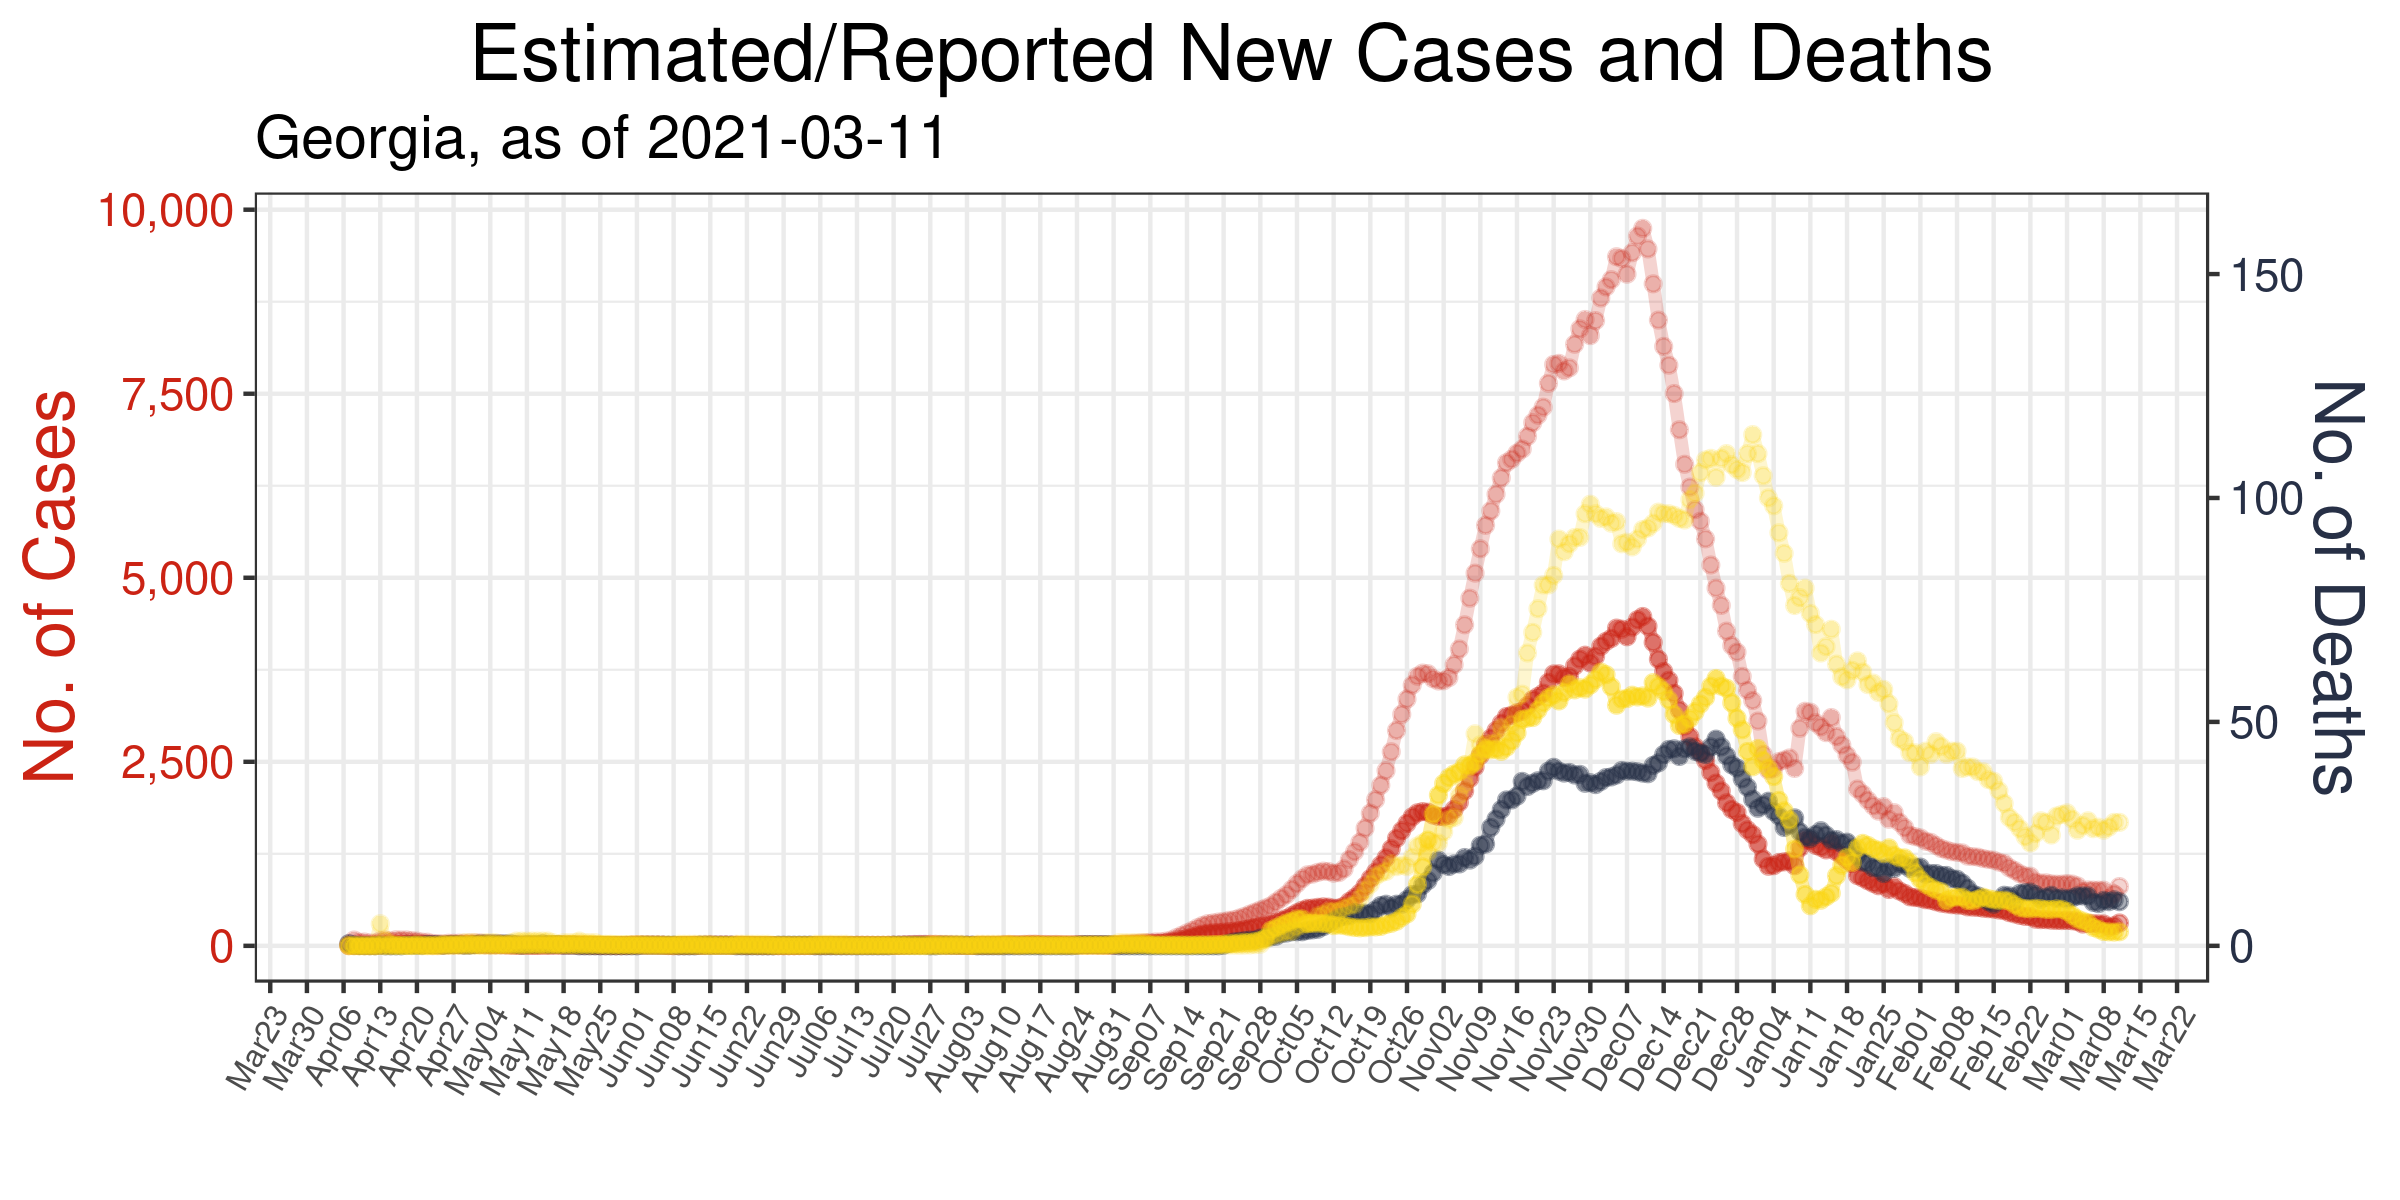 Estimated/Reported New Cases and Deaths
Georgia, as of 2021-03-11
No. of Cases
10,000
7,500
5,000
2,500
0
150
100
50
0
No. of Deaths
Mar23
Mar30
Apr06
Apr13
Apr20
Apr27
May04
May11
May18
May25
Jun01
Jun08
Jun15
Jun22
Jun29
Jul06
Jul13
Jul20
Jul27
Aug03
Aug10
Aug17
Aug24
Aug31
Sep07
Sep14
Sep21
Sep28
Oct05
Oct12
Oct19
Oct26
Nov02
Nov09
Nov16
Nov23
Nov30
Dec07
Dec14
Dec21
Dec28
Jan04
Jan11
Jan18
Jan25
Feb01
Feb08
Feb15
Feb22
Mar01
Mar08
Mar15
Mar22